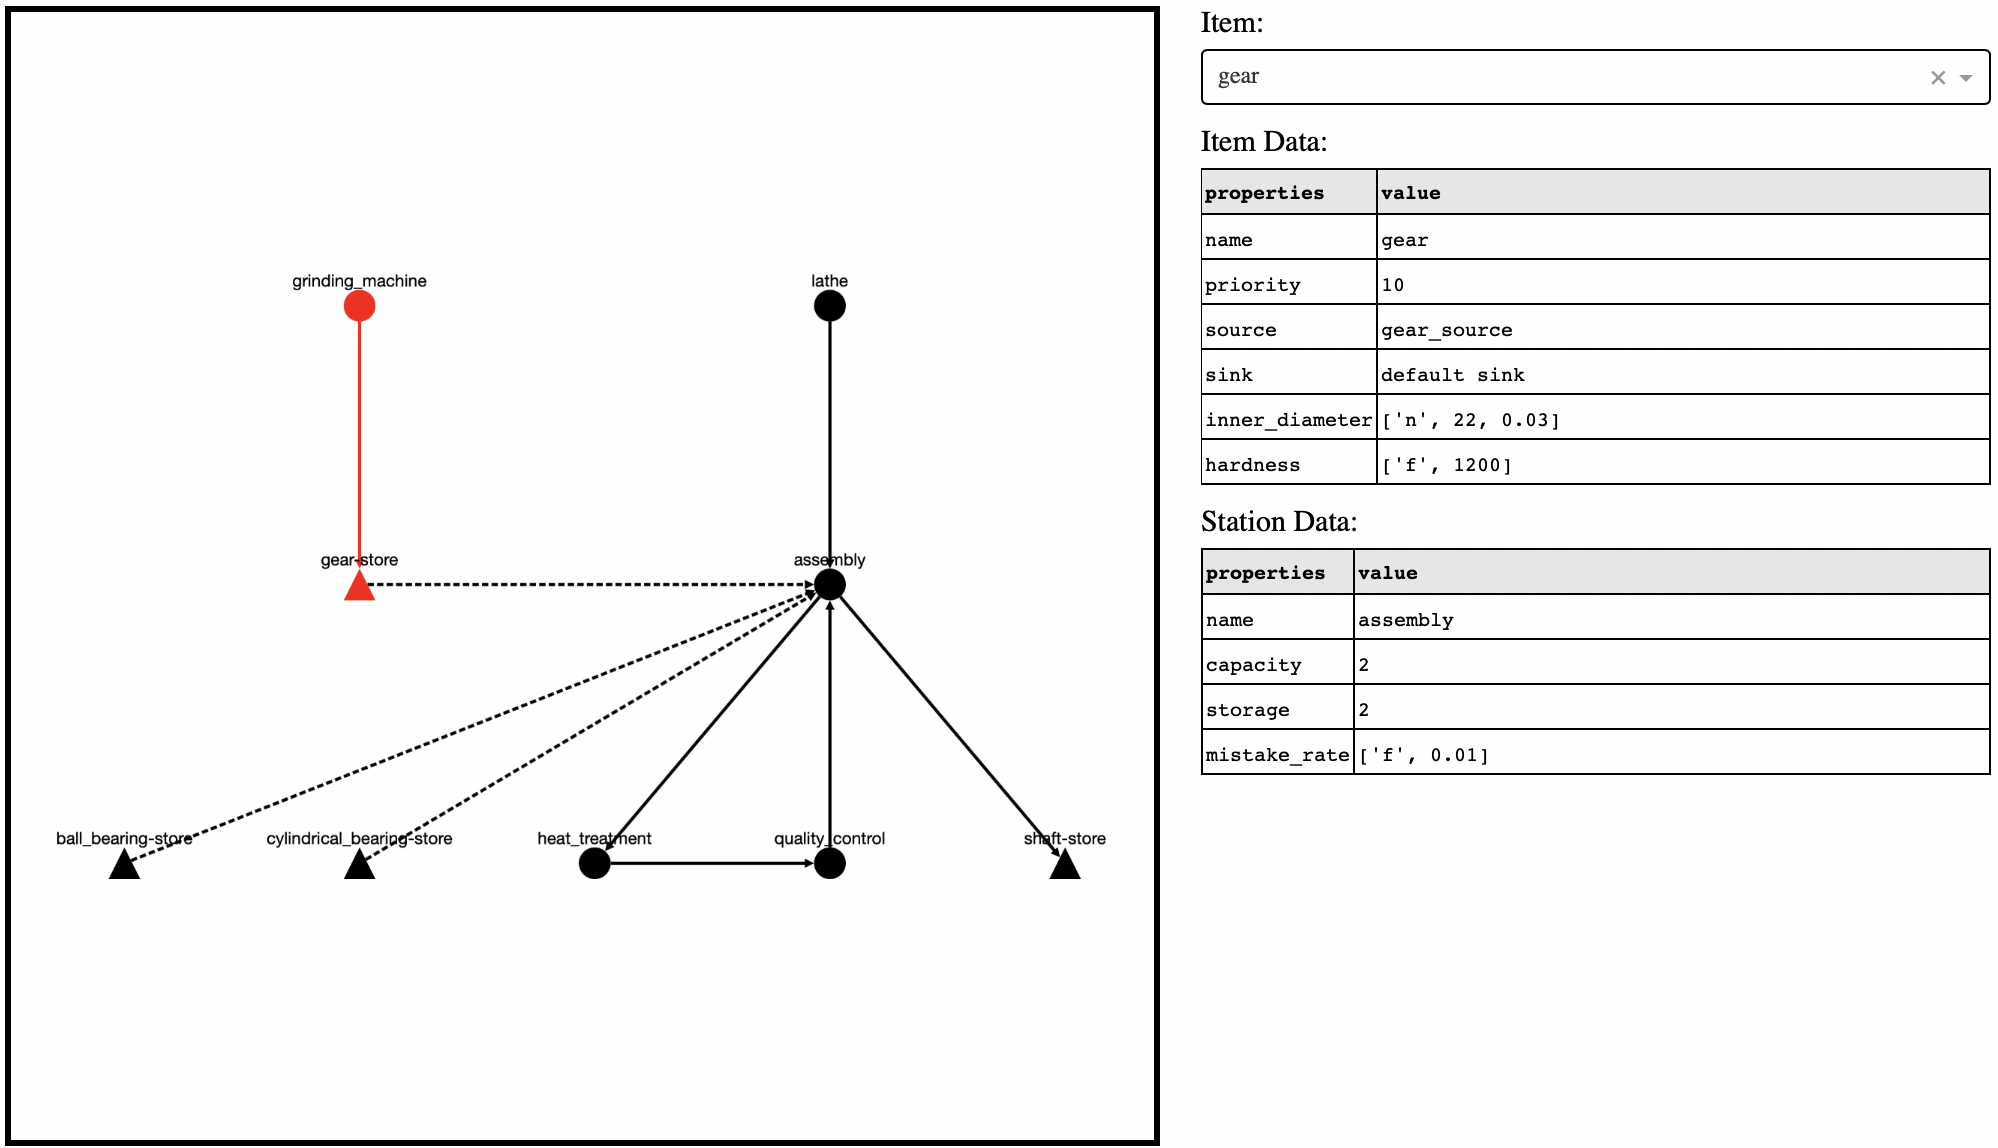 grinding_machine
lathe
gear-store
assembly
ball_bearing-store
cylindrical_bearing-store
heat_treatment
quality_control
shaft-store
Item:
gear
Item Data:
properties value
name gear
priority 10
source gear_source
sink default sink
inner_diameter ['n', 22, 0.03]
hardness ['f', 1200]
Station Data:
properties value
name assembly
capacity 2
storage 2
mistake_rate ['f', 0.01]